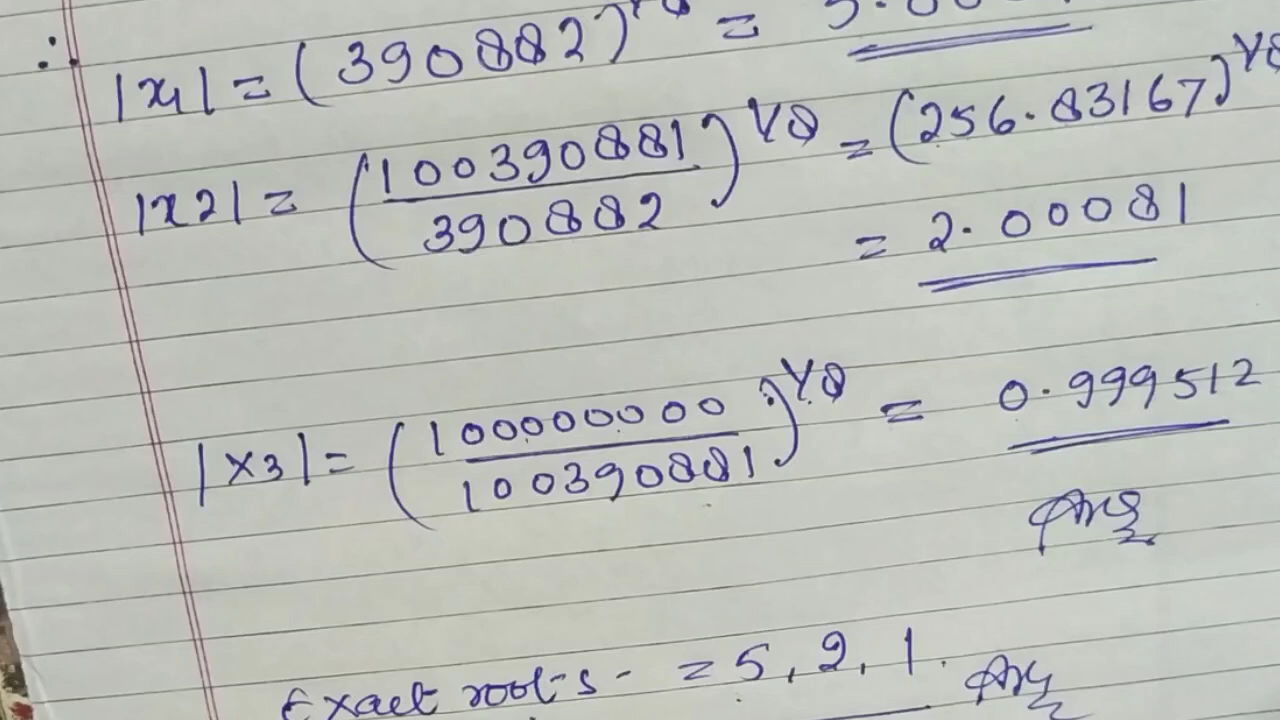 ∴ |x1| = (390882)^1/8 = 5.00
|x2| = (100390881/390882)^1/8 = (256.83167)^1/8
= 2.00081
|x3| = (100000000/100390881)^1/8 = 0.999512
Ans
Exact roots - = 5, 2, 1. Ans